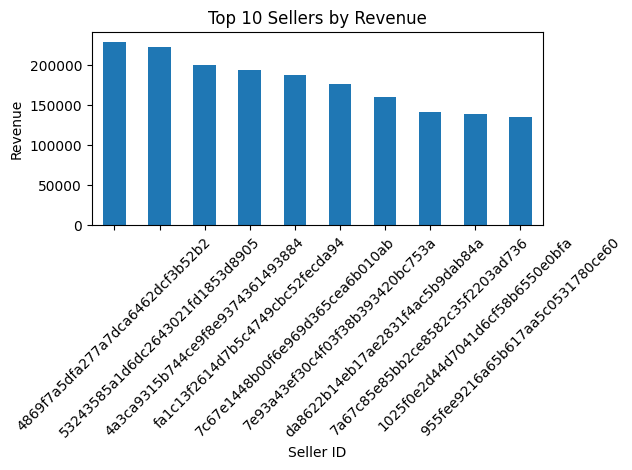 Top 10 Sellers by Revenue
Revenue
200000
150000
100000
50000
0
4869f7a5dfa277a7dca6462dcf3b52b2
53243585a1d6dc2643021fd1853d8905
4a3ca9315b744ce9f8e9374361493884
fa1c13f2614d7b5c4749cbc52fecda94
7c67e1448b00f6e969d365cea6b010ab
7e93a43ef30c4f03f38b393420bc753a
da8622b14eb17ae2831f4ac5b9dab84a
7a67c85e85bb2ce8582c35f2203ad736
1025f0e2d44d7041d6cf58b6550e0bfa
955fee9216a65b617aa5c0531780ce60
Seller ID